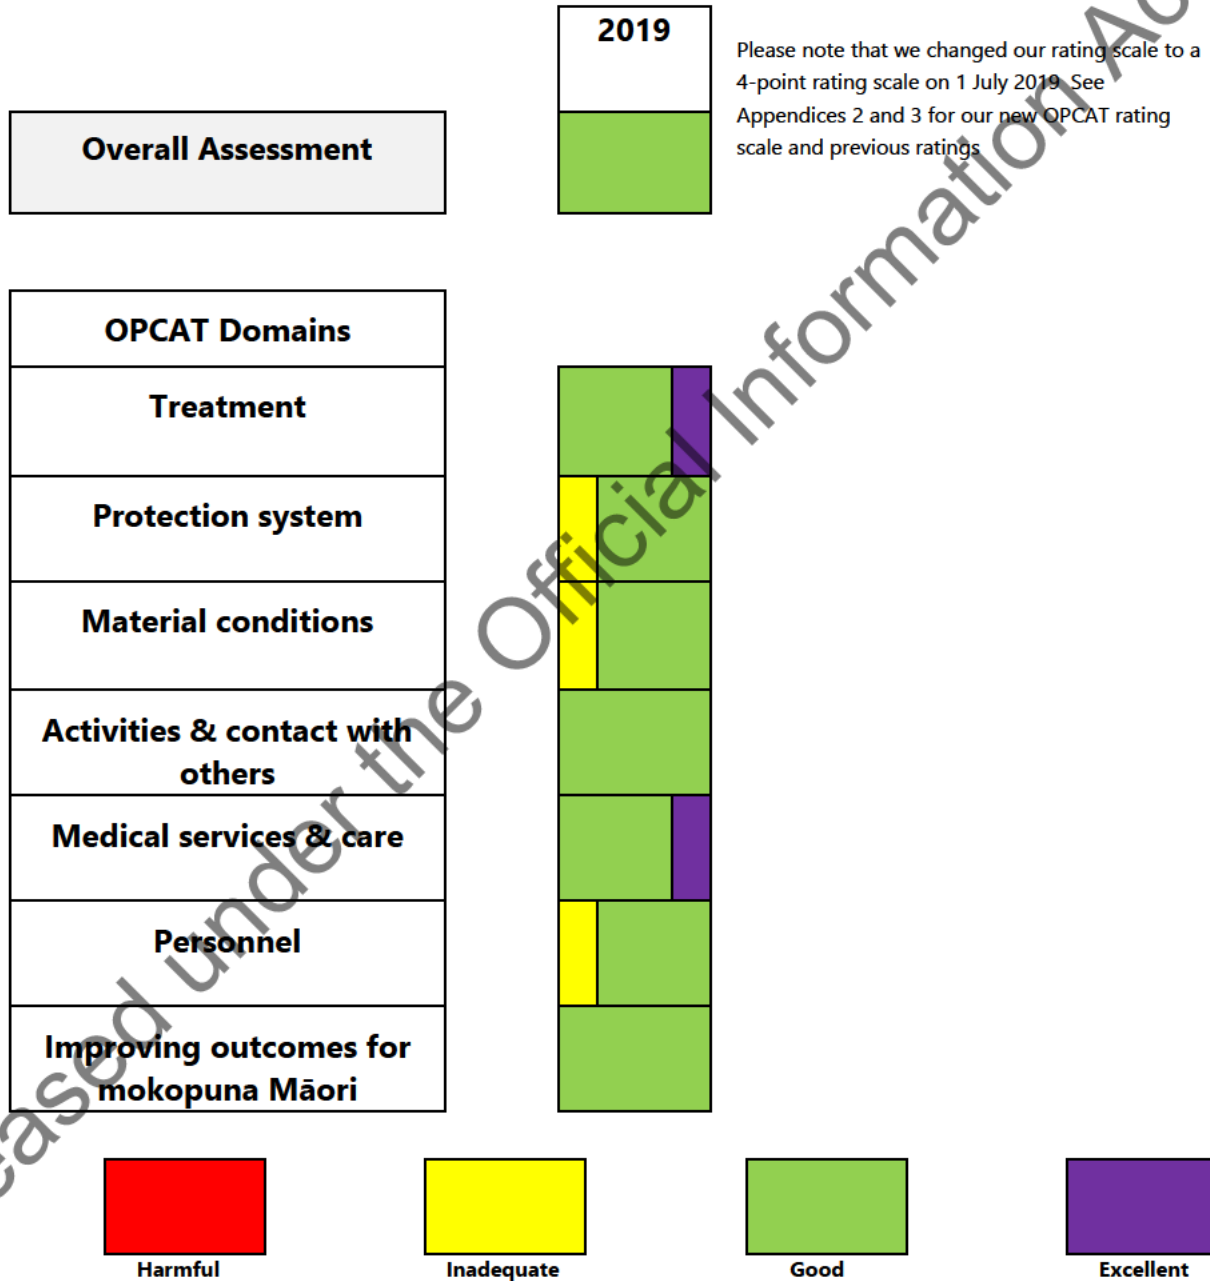 2019
Please note that we changed our rating scale to a
4-point rating scale on 1 July 2019. See
Appendices 2 and 3 for our new OPCAT rating
scale and previous ratings
Overall Assessment
OPCAT Domains
Treatment
Protection system
Material conditions
Activities & contact with
others
Medical services & care
Personnel
Improving outcomes for
mokopuna Māori
Harmful
Inadequate
Good
Excellent
eased under the Official Information Ac